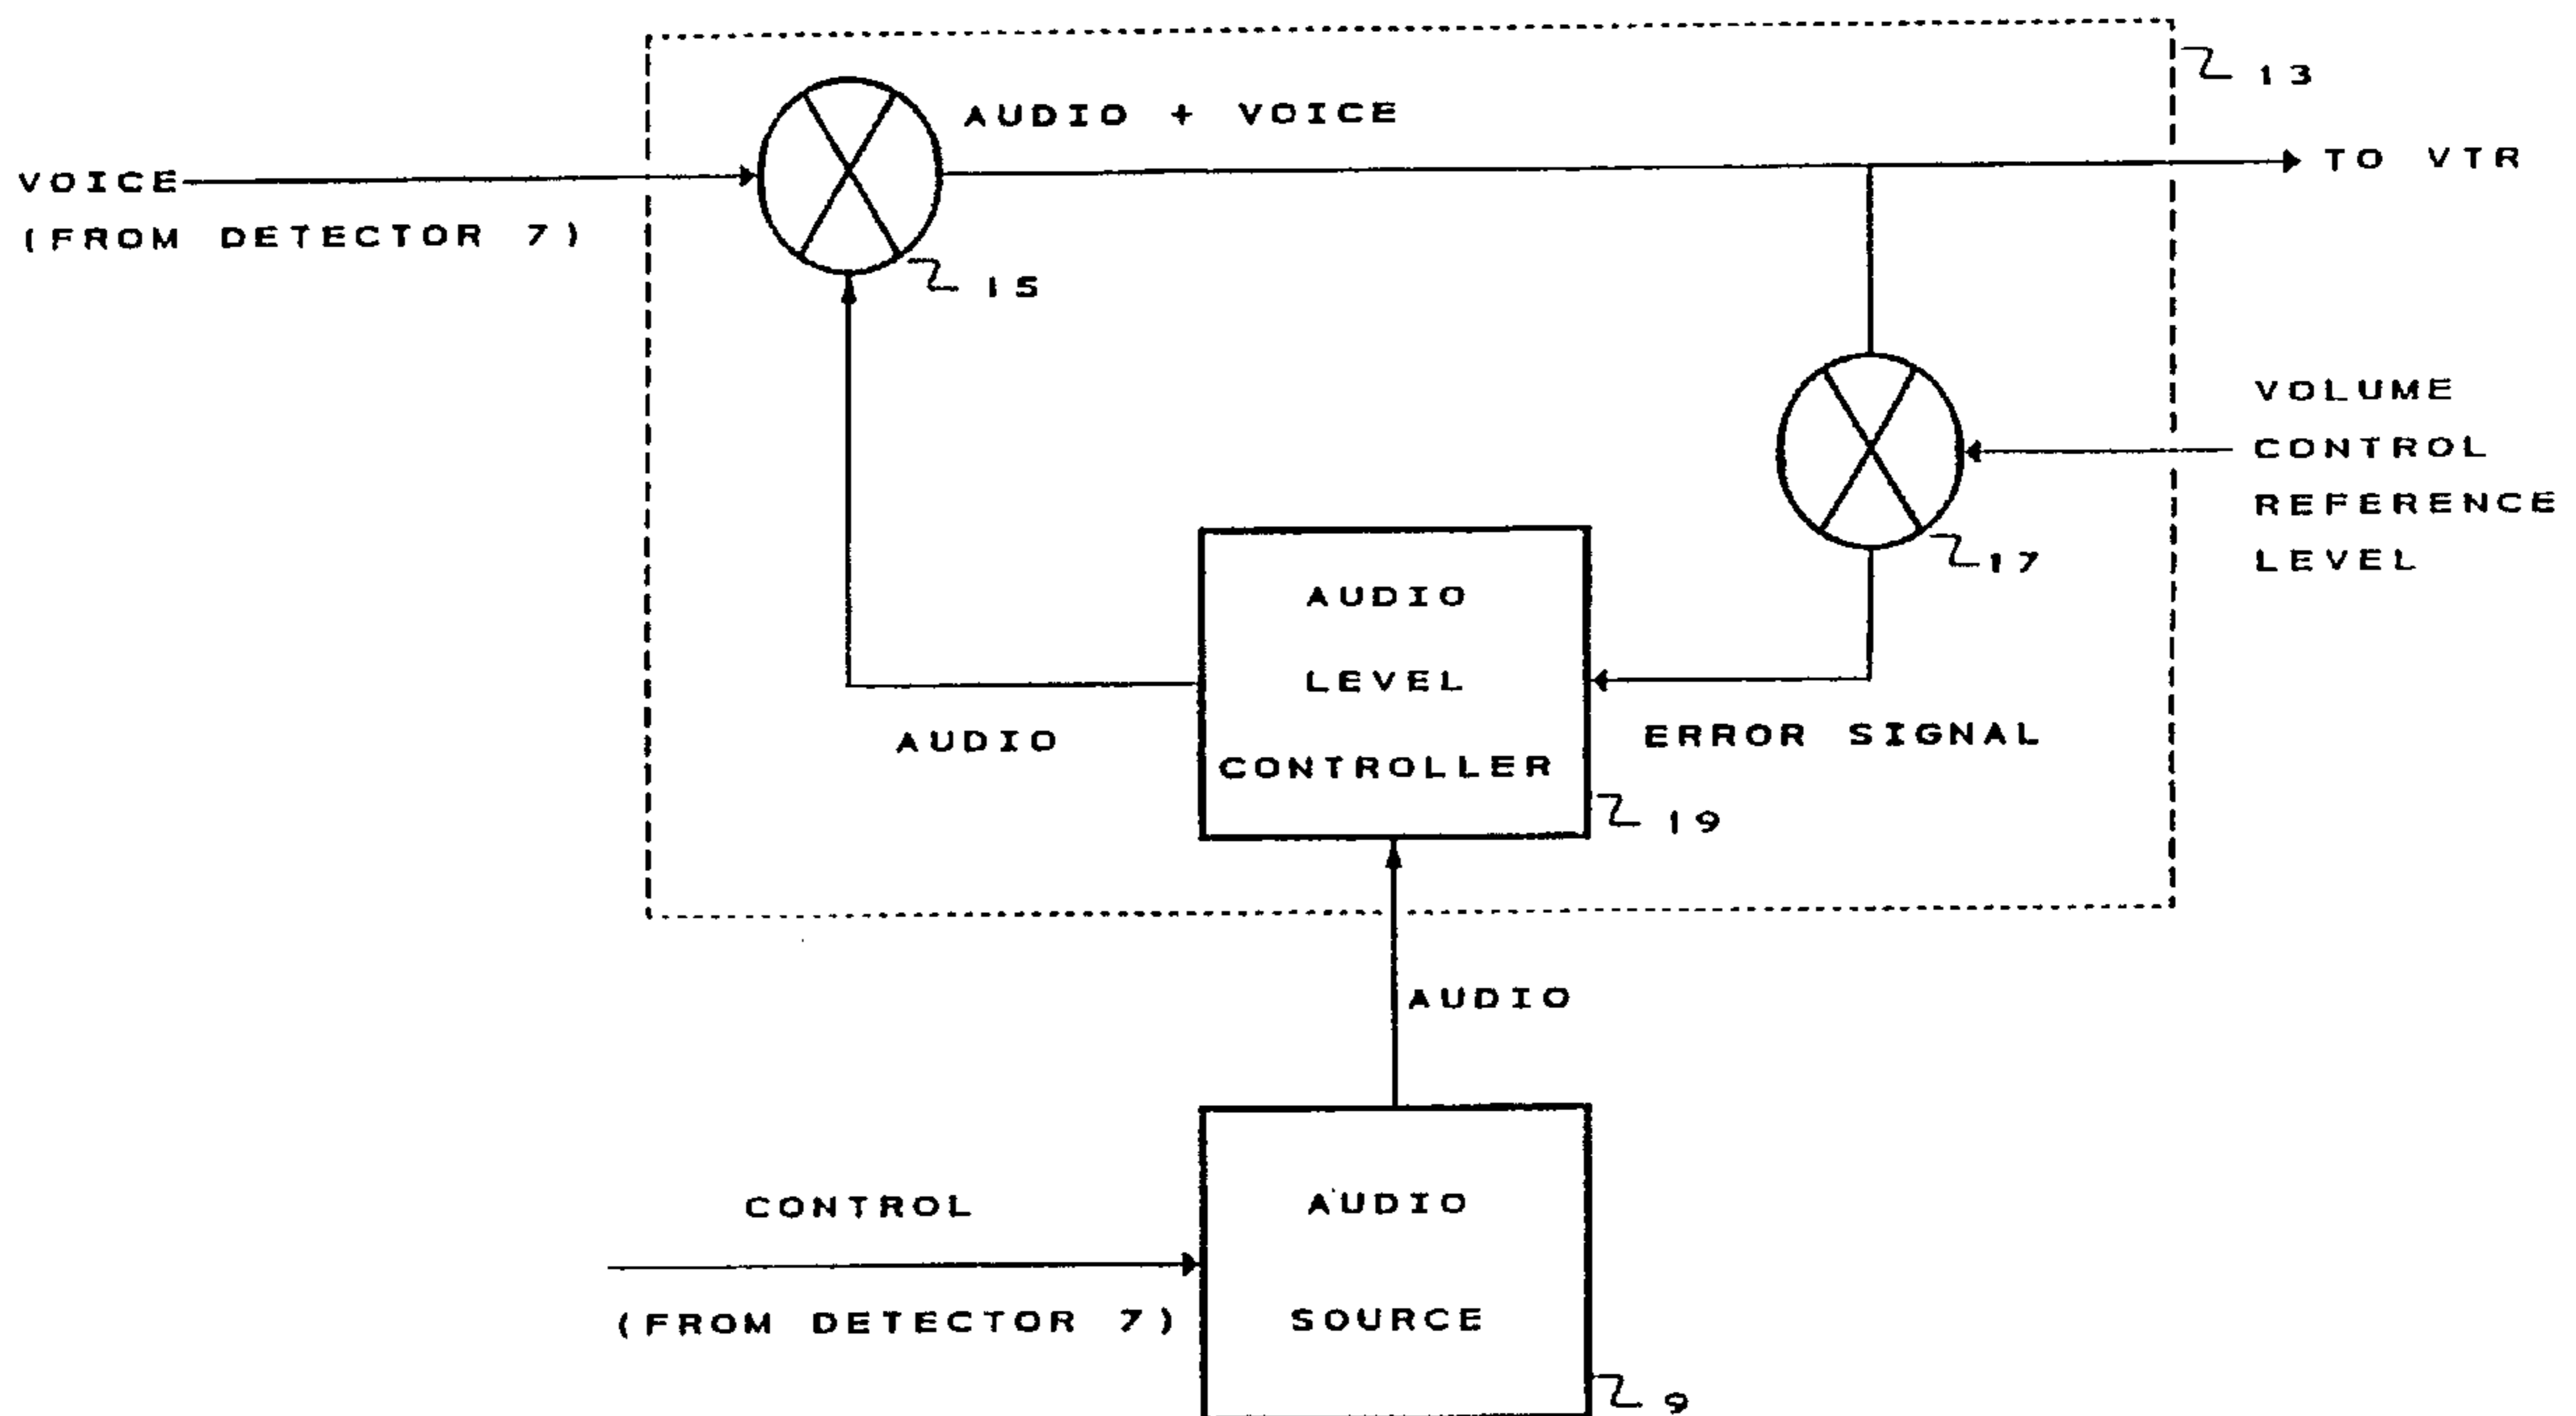 13
AUDIO + VOICE
TO VTR
VOICE
(FROM DETECTOR 7)
15
VOLUME
CONTROL
REFERENCE
LEVEL
17
AUDIO
LEVEL
CONTROLLER
AUDIO
ERROR SIGNAL
19
AUDIO
CONTROL
(FROM DETECTOR 7)
AUDIO
SOURCE
9